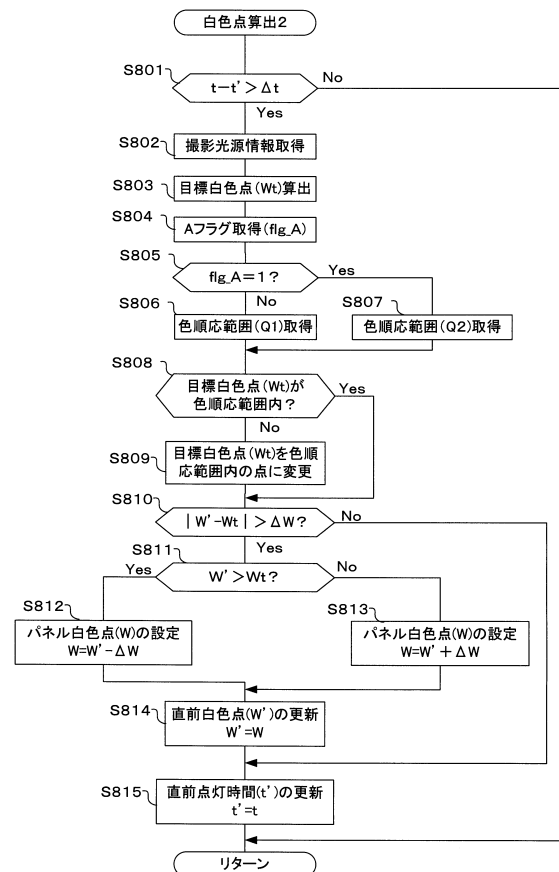 白色点算出2
S801
t−t'>Δt
No
Yes
S802
撮影光源情報取得
S803
目標白色点(Wt)算出
S804
Aフラグ取得(flg_A)
S805
flg_A=1?
Yes
No
S806
色順応範囲(Q1)取得
S807
色順応範囲(Q2)取得
S808
目標白色点(Wt)が
色順応範囲内?
Yes
No
S809
目標白色点(Wt)を色順
応範囲内の点に変更
S810
|W'-Wt|>ΔW?
No
Yes
S811
W'>Wt?
Yes
No
S812
パネル白色点(W)の設定
W=W'-ΔW
S813
パネル白色点(W)の設定
W=W'+ΔW
S814
直前白色点(W')の更新
W'=W
S815
直前点灯時間(t')の更新
t'=t
リターン